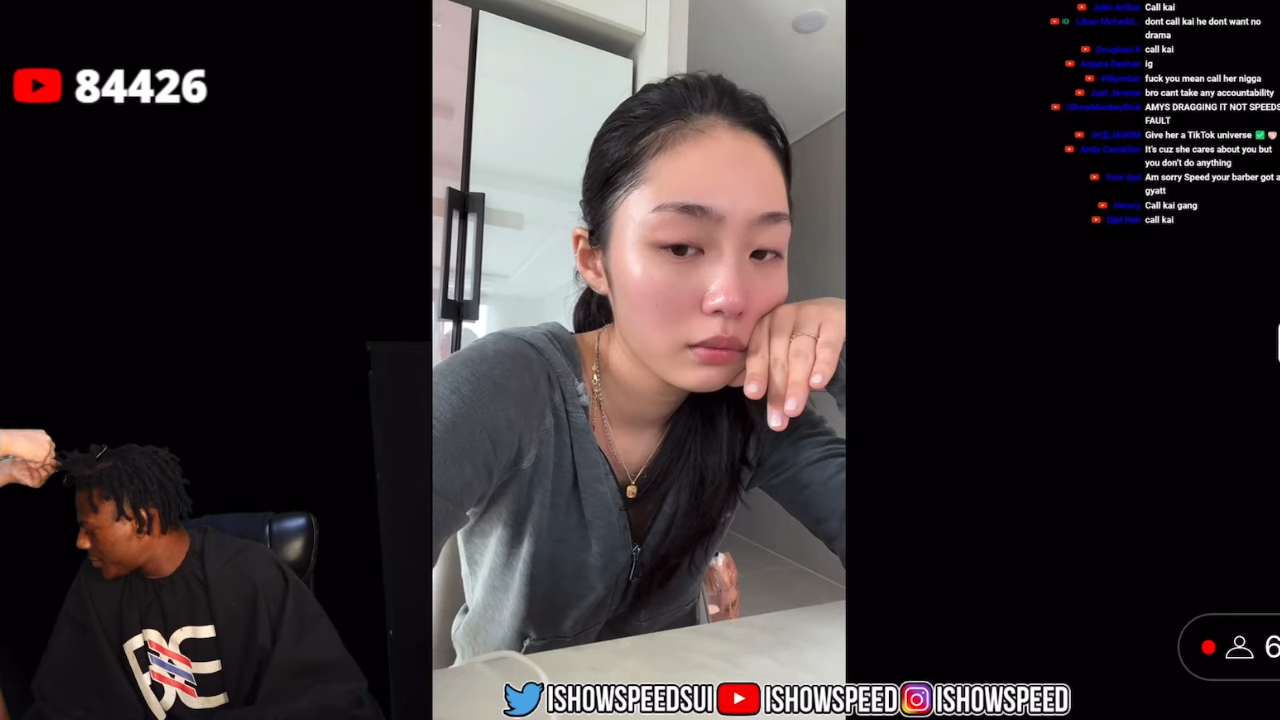 84426
Call kai
dont call kai he dont want no
drama
call kai
ig
fuck you mean call her nigga
bro cant take any accountability
AMYS DRAGGING IT NOT SPEEDS
FAULT
Give her a TikTok universe ✅
It's cuz she cares about you but
you don't do anything
Am sorry Speed your barber got a
gyatt
Call kai gang
call kai
6
ISHOWSPEEDSUI ISHOWSPEED ISHOWSPEED